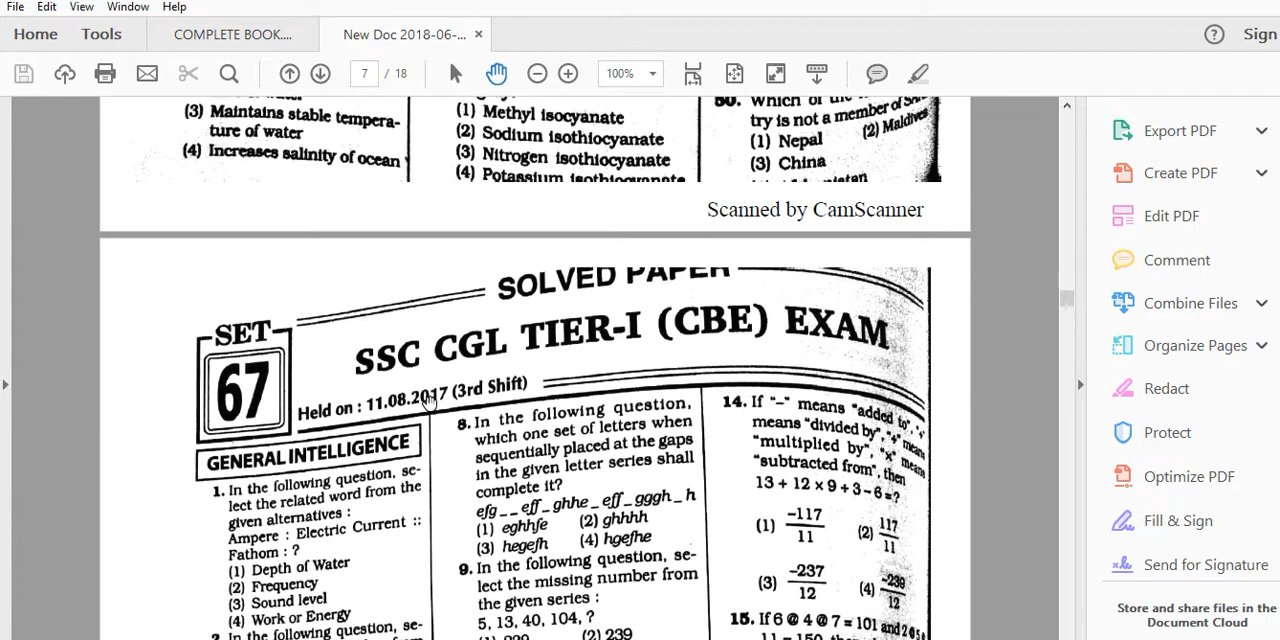 File Edit View Window Help
Home Tools COMPLETE BOOK.... New Doc 2018-06-... × ? Sign
7 / 18 100%
(3) Maintains stable tempera-
ture of water
(4) Increases salinity of ocean
(1) Methyl isocyanate
(2) Sodium isothiocyanate
(3) Nitrogen isothiocyanate
(4) Potassium isothiocyanate
50. Which of the
try is not a member of
(1) Nepal (2) Maldives
(3) China
Scanned by CamScanner
SOLVED PAPER
SET
67
SSC CGL TIER-I (CBE) EXAM
Held on : 11.08.2017 (3rd Shift)
GENERAL INTELLIGENCE
1. In the following question, se-
lect the related word from the
given alternatives :
Ampere : Electric Current ::
Fathom : ?
(1) Depth of Water
(2) Frequency
(3) Sound level
(4) Work or Energy
2. In the following question, se-
8. In the following question,
which one set of letters when
sequentially placed at the gaps
in the given letter series shall
complete it?
efg _ _ eff _ ghhe _ eff _ gggh _ h
(1) eghhfe (2) ghhhh
(3) hegefh (4) hgefhe
9. In the following question, se-
lect the missing number from
the given series :
5, 13, 40, 104, ?
(2) 239
14. If "–" means "added to",
means "divided by", means
"multiplied by", "×" means
"subtracted from", then
13 + 12 × 9 + 3 – 6 = ?
(1) -117/11 (2) 117/11
(3) -237/12 (4) -239/12
15. If 6 @ 4 @ 7 = 101 and
Export PDF
Create PDF
Edit PDF
Comment
Combine Files
Organize Pages
Redact
Protect
Optimize PDF
Fill & Sign
Send for Signature
Store and share files in the
Document Cloud